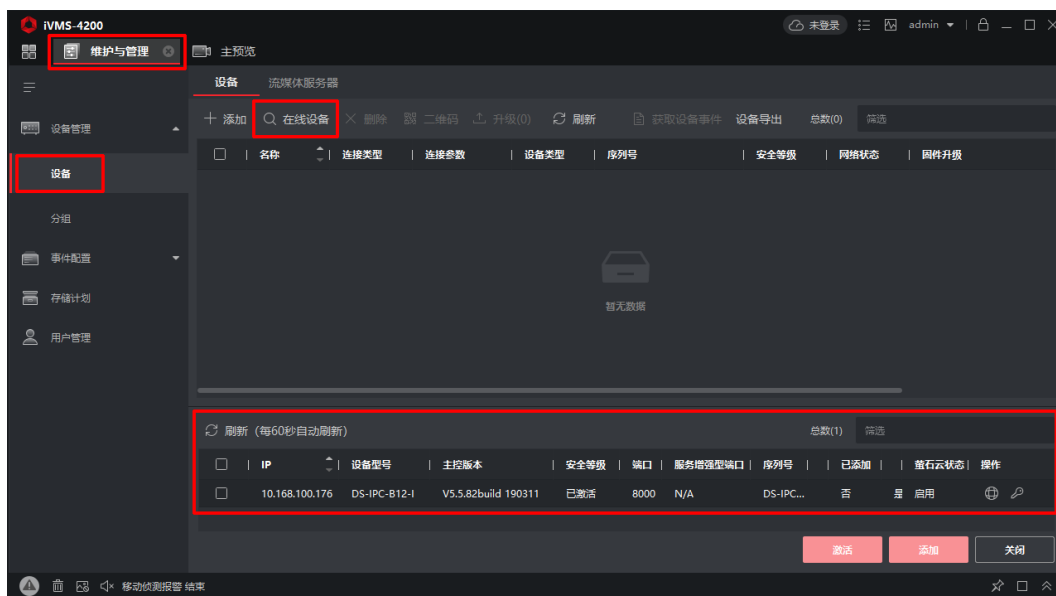 iVMS-4200 未登录 admin
维护与管理 主预览
设备 流媒体服务器
设备管理
添加 在线设备 删除 二维码 升级(0) 刷新 获取设备事件 设备导出 总数(0) 筛选
名称 连接类型 连接参数 设备类型 序列号 安全等级 网络状态 固件升级
设备
分组
事件配置
存储计划
暂无数据
用户管理
刷新（每60秒自动刷新） 总数(1) 筛选
IP 设备型号 主控版本 安全等级 端口 服务增强型端口 序列号 已添加 萤石云状态 操作
10.168.100.176 DS-IPC-B12-I V5.5.82build 190311 已激活 8000 N/A DS-IPC... 否 是 启用
激活 添加 关闭
移动侦测报警 结束